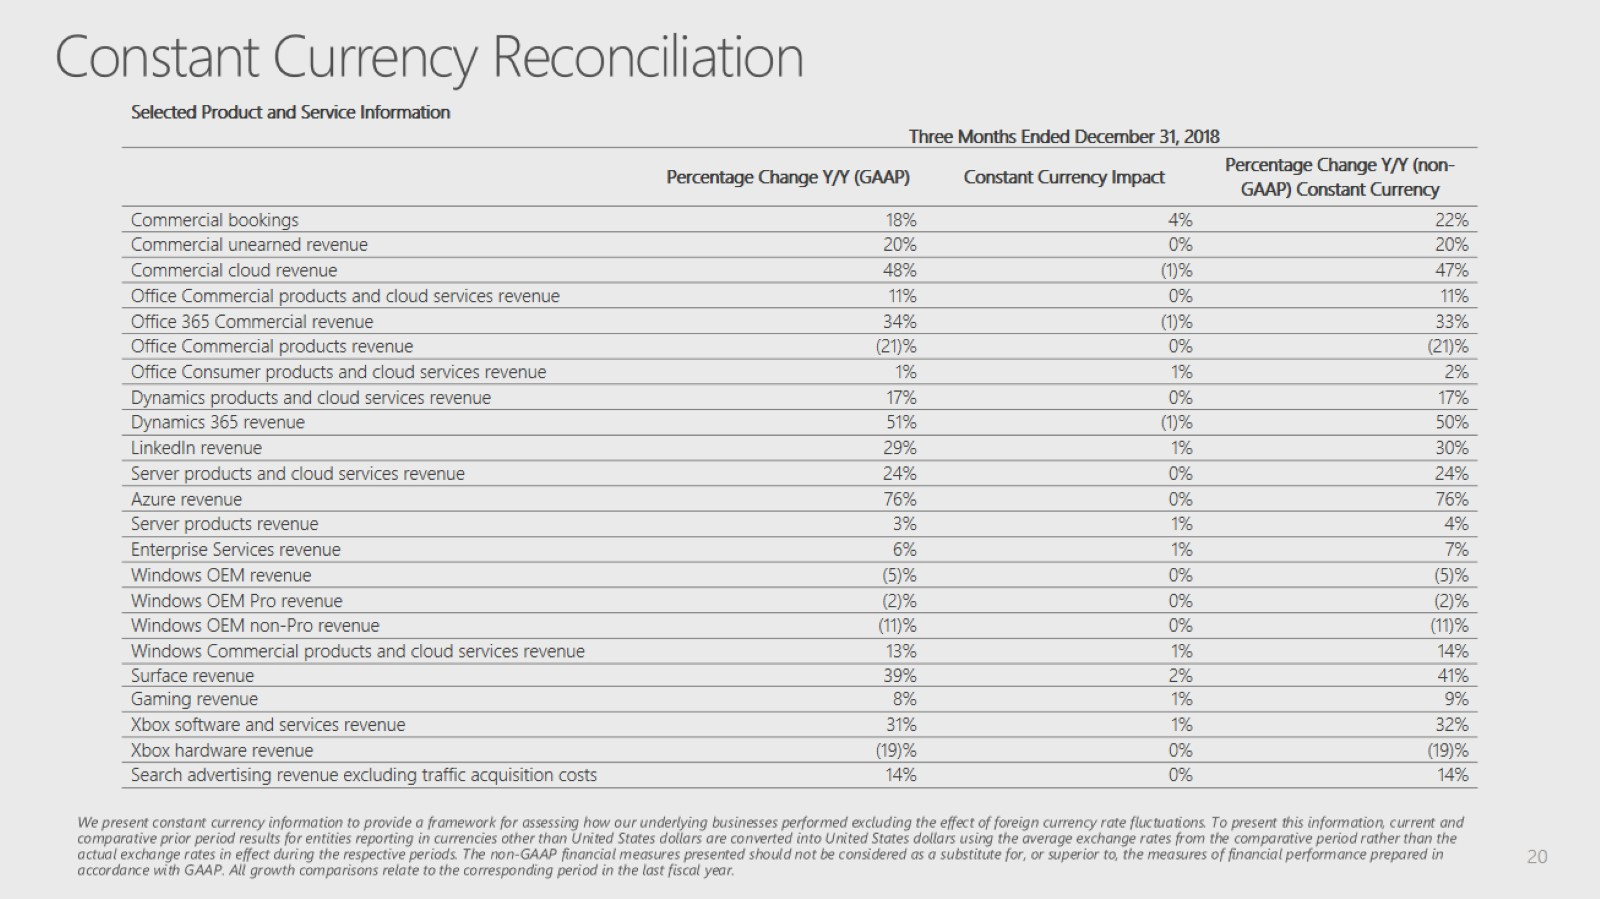 Constant Currency Reconciliation
Selected Product and Service Information
Three Months Ended December 31, 2018
Percentage Change Y/Y (GAAP) Constant Currency Impact Percentage Change Y/Y (non-
GAAP) Constant Currency
Commercial bookings 18% 4% 22%
Commercial unearned revenue 20% 0% 20%
Commercial cloud revenue 48% (1)% 47%
Office Commercial products and cloud services revenue 11% 0% 11%
Office 365 Commercial revenue 34% (1)% 33%
Office Commercial products revenue (21)% 0% (21)%
Office Consumer products and cloud services revenue 1% 1% 2%
Dynamics products and cloud services revenue 17% 0% 17%
Dynamics 365 revenue 51% (1)% 50%
LinkedIn revenue 29% 1% 30%
Server products and cloud services revenue 24% 0% 24%
Azure revenue 76% 0% 76%
Server products revenue 3% 1% 4%
Enterprise Services revenue 6% 1% 7%
Windows OEM revenue (5)% 0% (5)%
Windows OEM Pro revenue (2)% 0% (2)%
Windows OEM non-Pro revenue (11)% 0% (11)%
Windows Commercial products and cloud services revenue 13% 1% 14%
Surface revenue 39% 2% 41%
Gaming revenue 8% 1% 9%
Xbox software and services revenue 31% 1% 32%
Xbox hardware revenue (19)% 0% (19)%
Search advertising revenue excluding traffic acquisition costs 14% 0% 14%
We present constant currency information to provide a framework for assessing how our underlying businesses performed excluding the effect of foreign currency rate fluctuations. To present this information, current and
comparative prior period results for entities reporting in currencies other than United States dollars are converted into United States dollars using the average exchange rates from the comparative period rather than the
actual exchange rates in effect during the respective periods. The non-GAAP financial measures presented should not be considered as a substitute for, or superior to, the measures of financial performance prepared in
accordance with GAAP. All growth comparisons relate to the corresponding period in the last fiscal year.
20